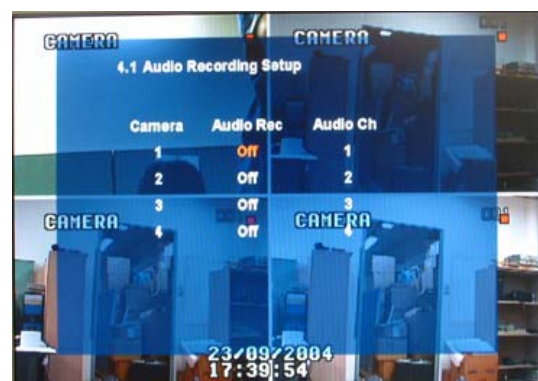 CAMERA
CAMERA
4.1 Audio Recording Setup
Camera Audio Rec Audio Ch
1 Off 1
2 Off 2
3 Off 3
4 Off 4
CAMERA
CAMERA
23/09/2004
17:39:54